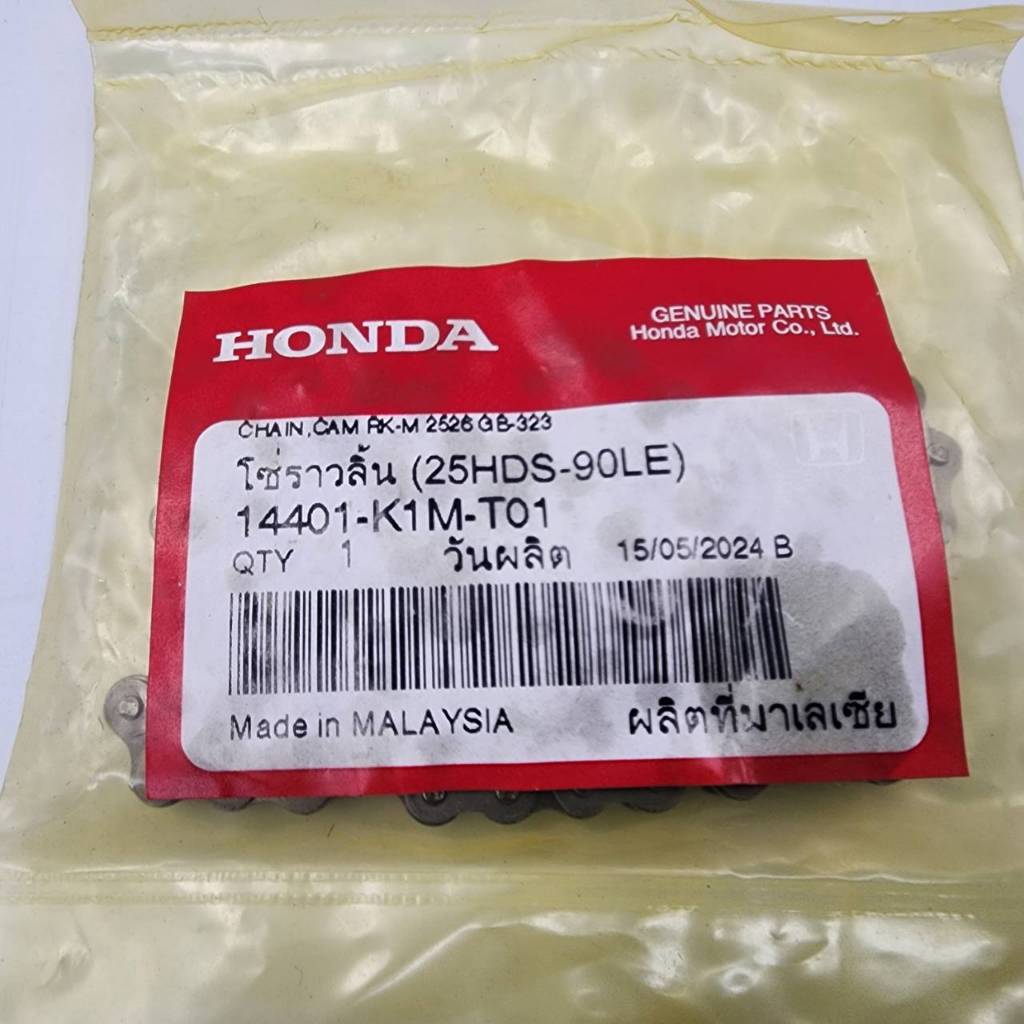 HONDA
GENUINE PARTS
Honda Motor Co., Ltd.
CHAIN,CAM RK-M 2526 GB-323
โซ่ราวลิ้น (25HDS-90LE)
14401-K1M-T01
QTY 1 วันผลิต 15/05/2024 B
Made in MALAYSIA ผลิตที่มาเลเซีย